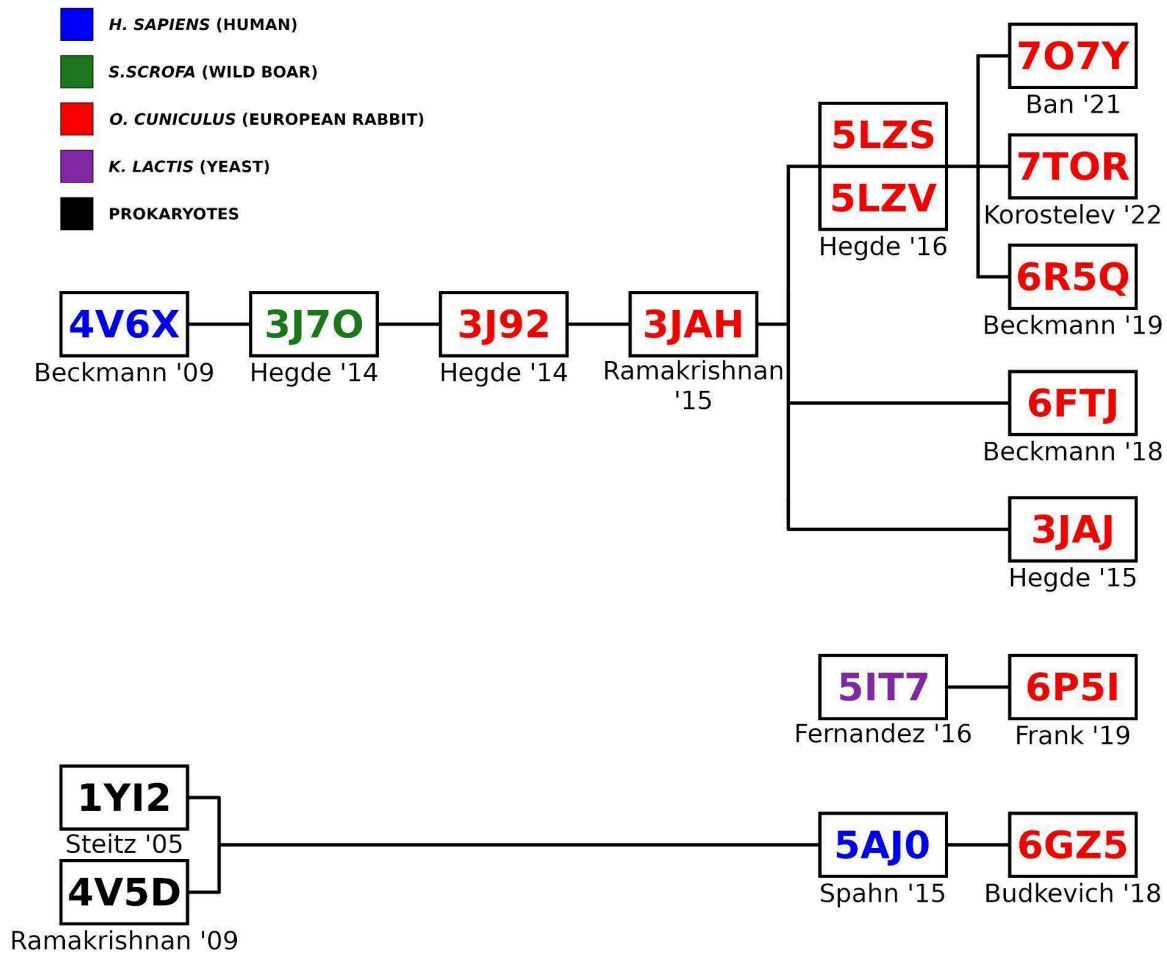 H. SAPIENS (HUMAN)
S.SCROFA (WILD BOAR)
O. CUNICULUS (EUROPEAN RABBIT)
K. LACTIS (YEAST)
PROKARYOTES
7O7Y
Ban '21
5LZS
5LZV
Hegde '16
7TOR
Korostelev '22
6R5Q
Beckmann '19
4V6X
Beckmann '09
3J7O
Hegde '14
3J92
Hegde '14
3JAH
Ramakrishnan
'15
6FTJ
Beckmann '18
3JAJ
Hegde '15
5IT7
Fernandez '16
6P5I
Frank '19
1YI2
Steitz '05
4V5D
Ramakrishnan '09
5AJ0
Spahn '15
6GZ5
Budkevich '18